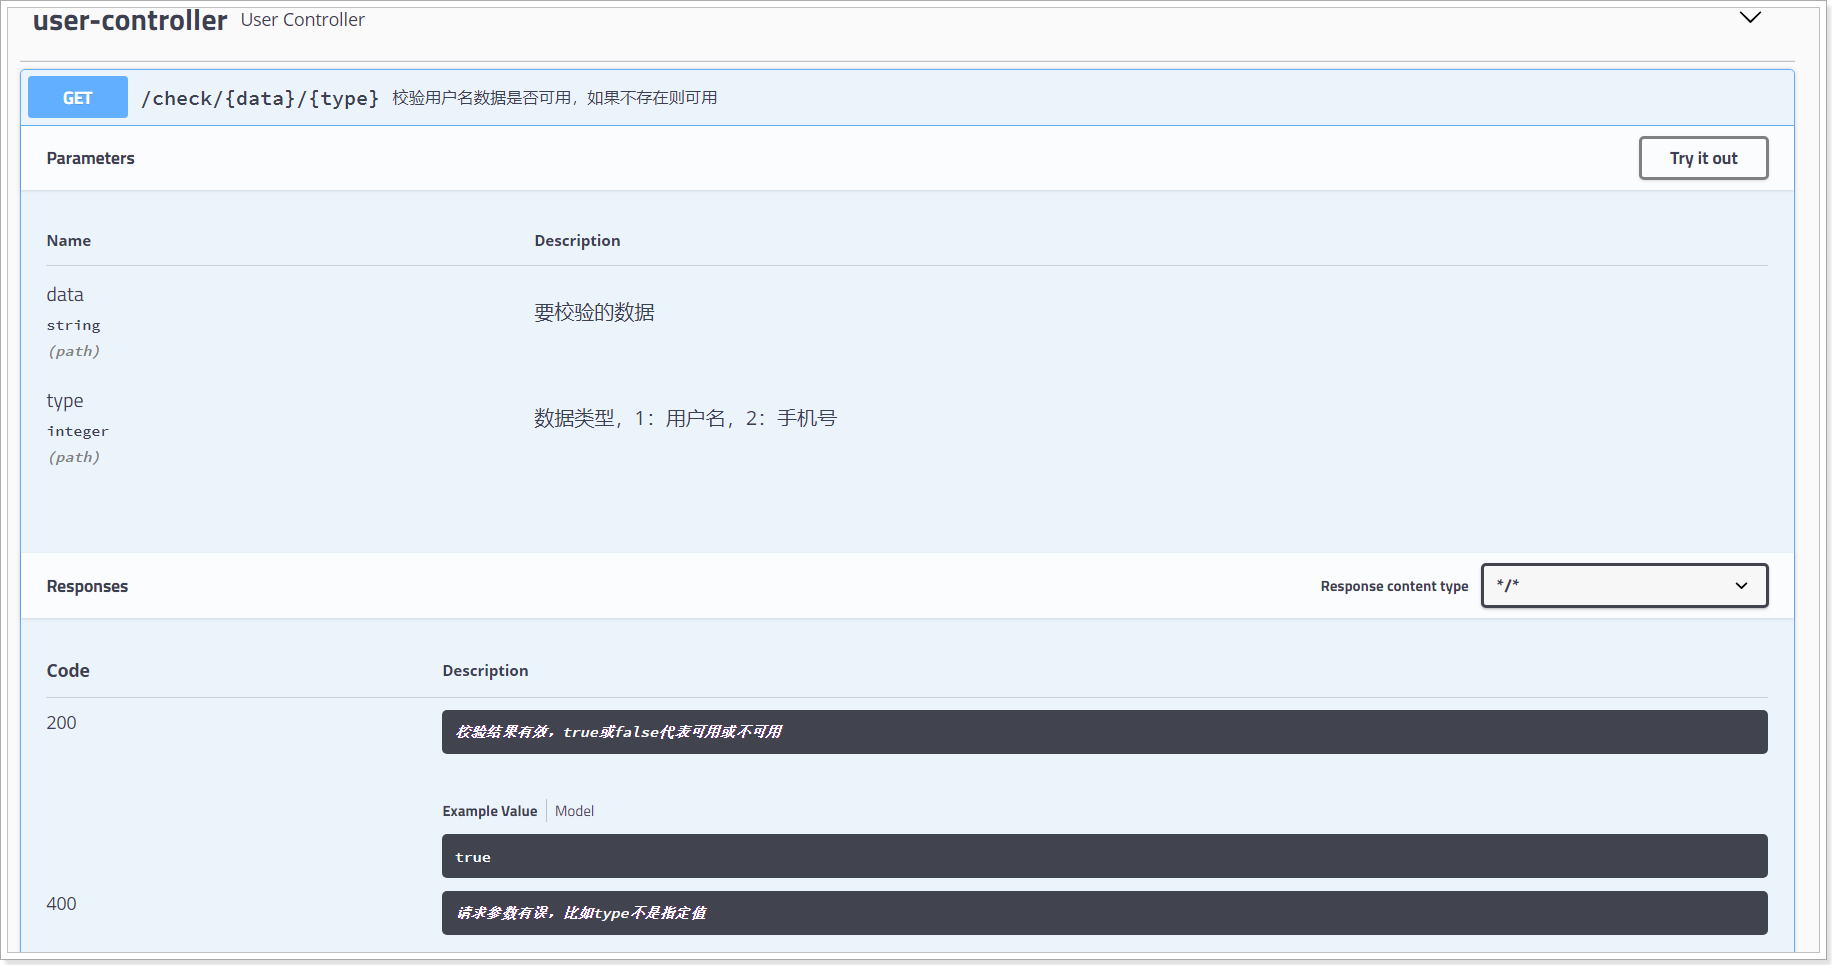 user-controller User Controller
GET /check/{data}/{type} 校验用户名数据是否可用，如果不存在则可用
Parameters Try it out
Name Description
data
string
(path)
要校验的数据
type
integer
(path)
数据类型，1：用户名，2：手机号
Responses Response content type */*
Code Description
200 校验结果有效，true或false代表可用或不可用
Example Value Model
true
400 请求参数有误，比如type不是指定值